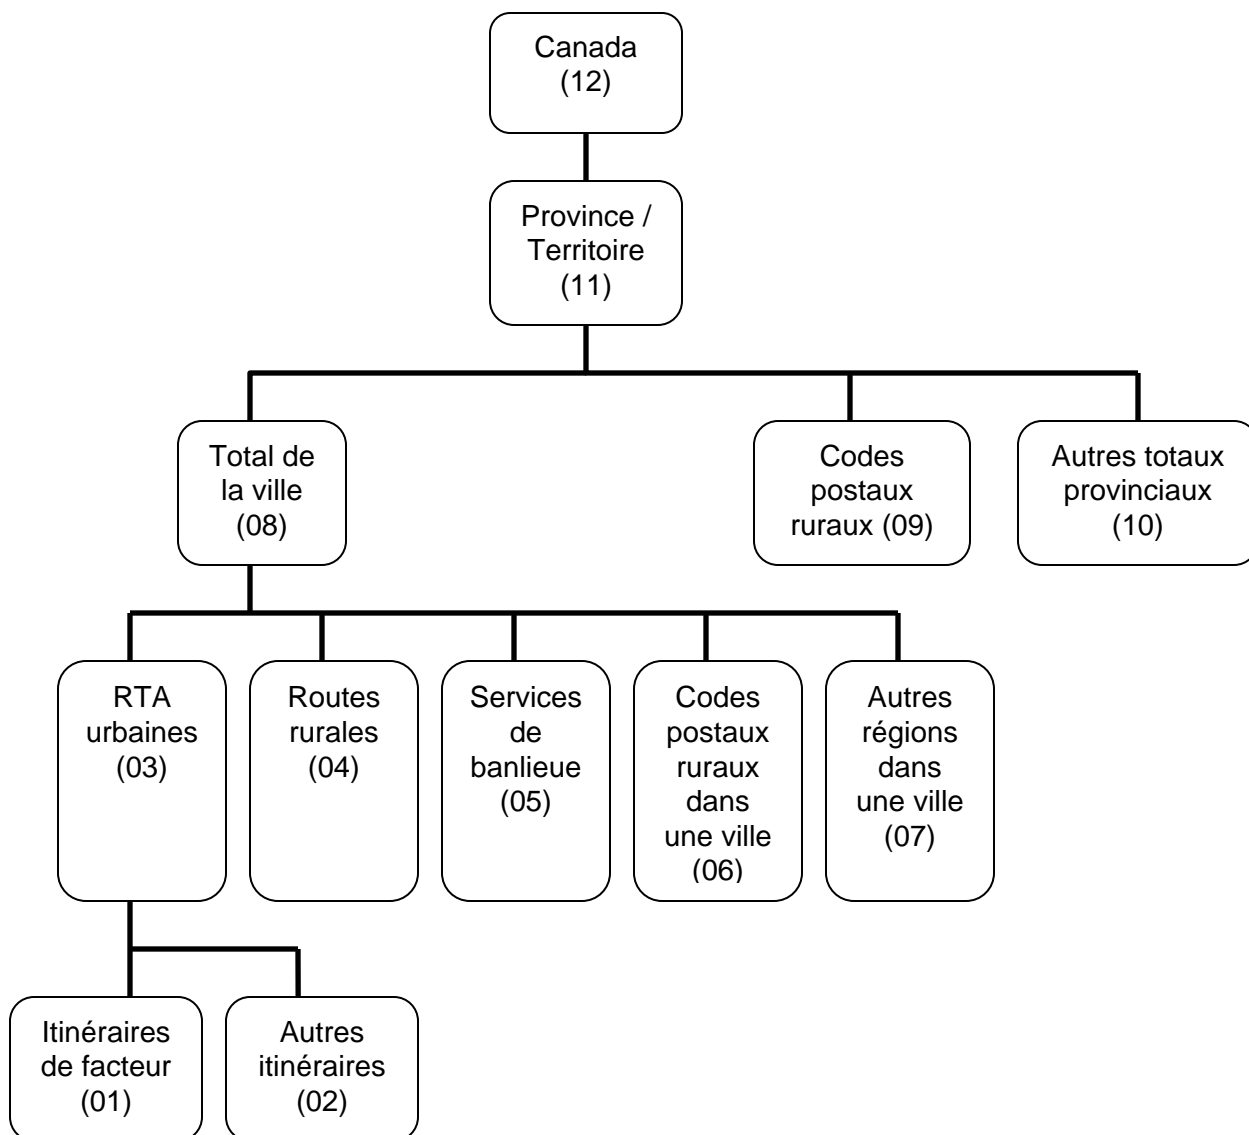 Canada
(12)
Province /
Territoire
(11)
Total de
la ville
(08)
Codes
postaux
ruraux (09)
Autres totaux
provinciaux
(10)
RTA
urbaines
(03)
Routes
rurales
(04)
Services
de
banlieue
(05)
Codes
postaux
ruraux
dans
une ville
(06)
Autres
régions
dans
une ville
(07)
Itinéraires
de facteur
(01)
Autres
itinéraires
(02)